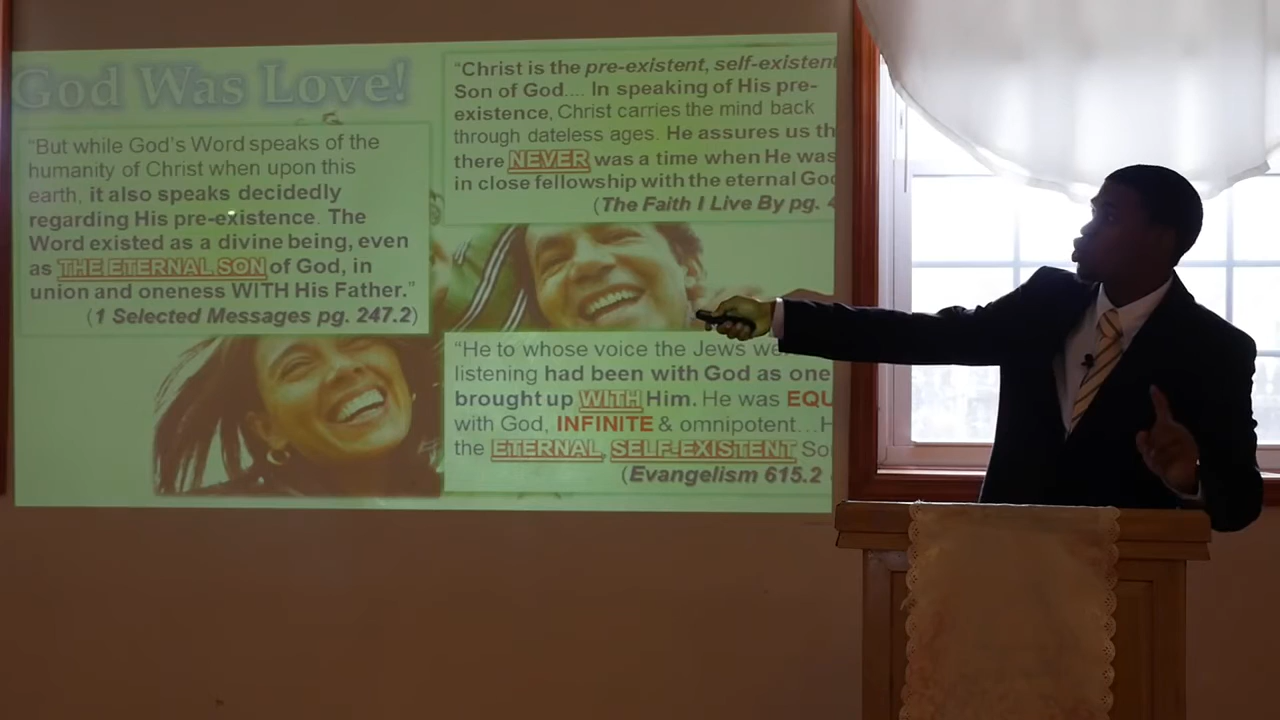 God Was Love!
“But while God’s Word speaks of the
humanity of Christ when upon this
earth, it also speaks decidedly
regarding His pre-existence. The
Word existed as a divine being, even
as THE ETERNAL SON of God, in
union and oneness WITH His Father.”
(1 Selected Messages pg. 247.2)
“Christ is the pre-existent, self-existent
Son of God.... In speaking of His pre-
existence, Christ carries the mind back
through dateless ages. He assures us th
there NEVER was a time when He was
in close fellowship with the eternal God
(The Faith I Live By pg. 4
“He to whose voice the Jews we
listening had been with God as one
brought up WITH Him. He was EQU
with God, INFINITE & omnipotent…H
the ETERNAL, SELF-EXISTENT So
(Evangelism 615.2